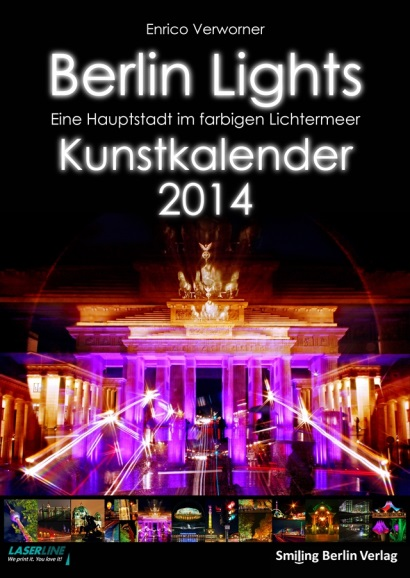 Enrico Verworner
Berlin Lights
Eine Hauptstadt im farbigen Lichtermeer
Kunstkalender
2014
LASERLINE
We print it. You love it!
Smiling Berlin Verlag